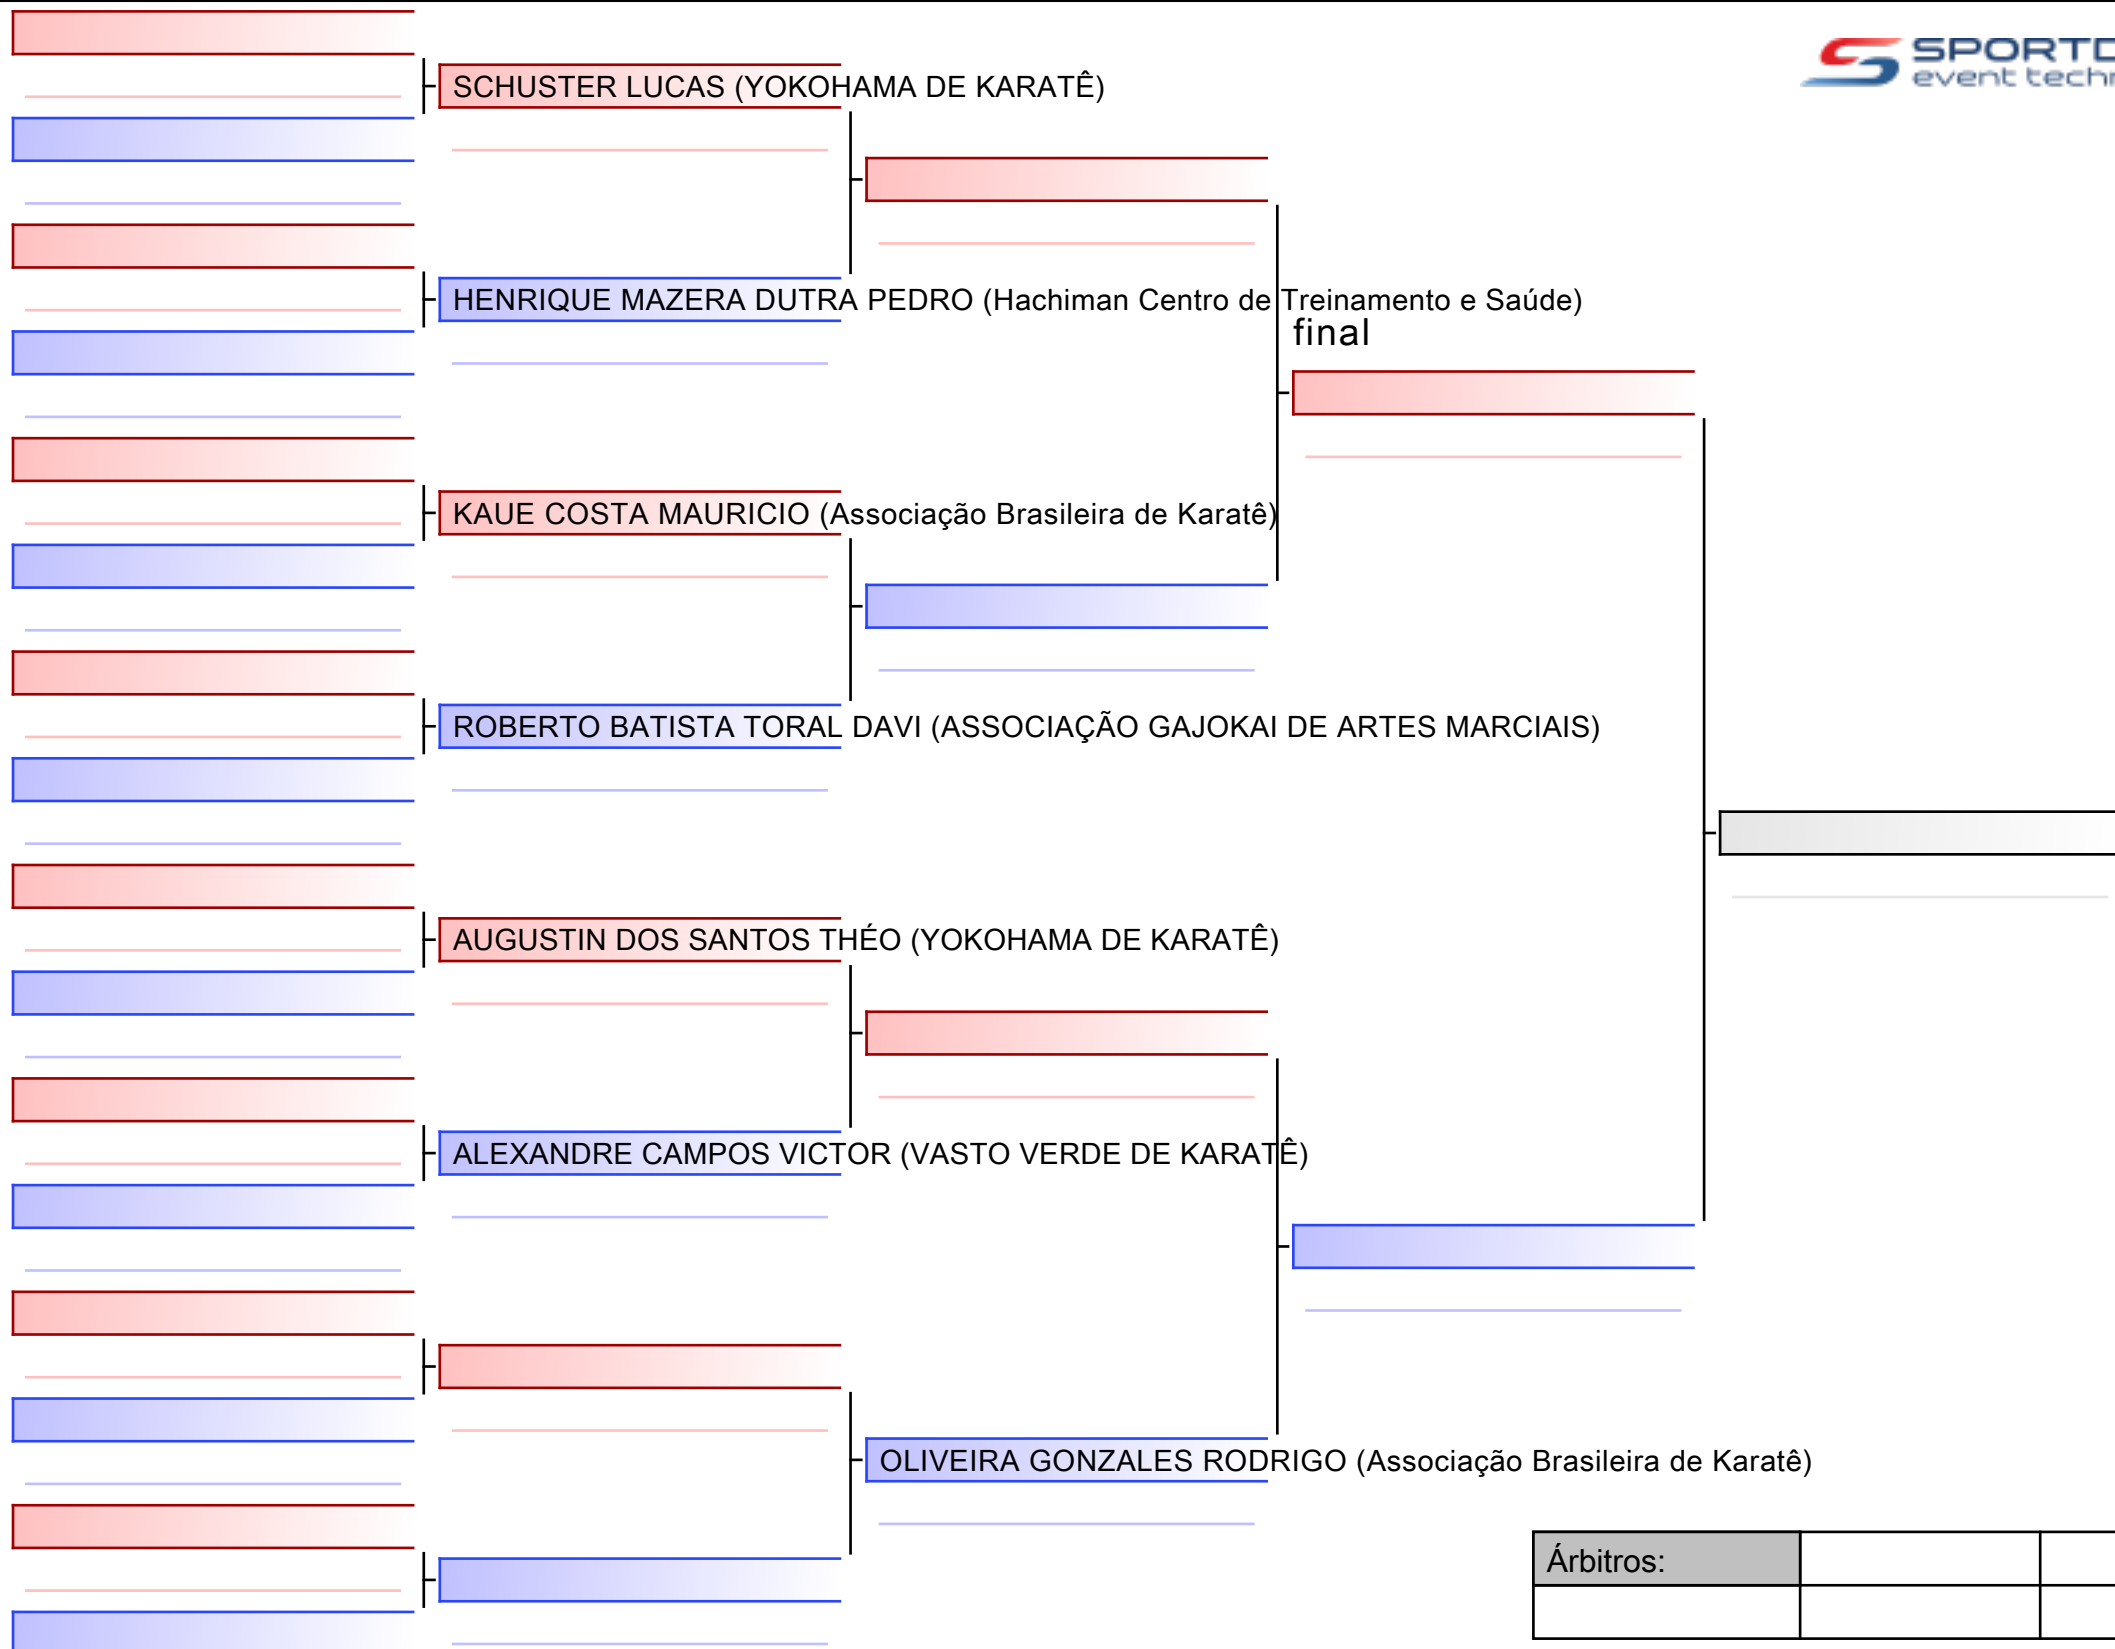 SCHUSTER LUCAS (YOKOHAMA DE KARATÊ)
HENRIQUE MAZERA DUTRA PEDRO (Hachiman Centro de Treinamento e Saúde)
final
KAUE COSTA MAURICIO (Associação Brasileira de Karatê)
ROBERTO BATISTA TORAL DAVI (ASSOCIAÇÃO GAJOKAI DE ARTES MARCIAIS)
AUGUSTIN DOS SANTOS THÉO (YOKOHAMA DE KARATÊ)
ALEXANDRE CAMPOS VICTOR (VASTO VERDE DE KARATÊ)
OLIVEIRA GONZALES RODRIGO (Associação Brasileira de Karatê)
Árbitros:
event